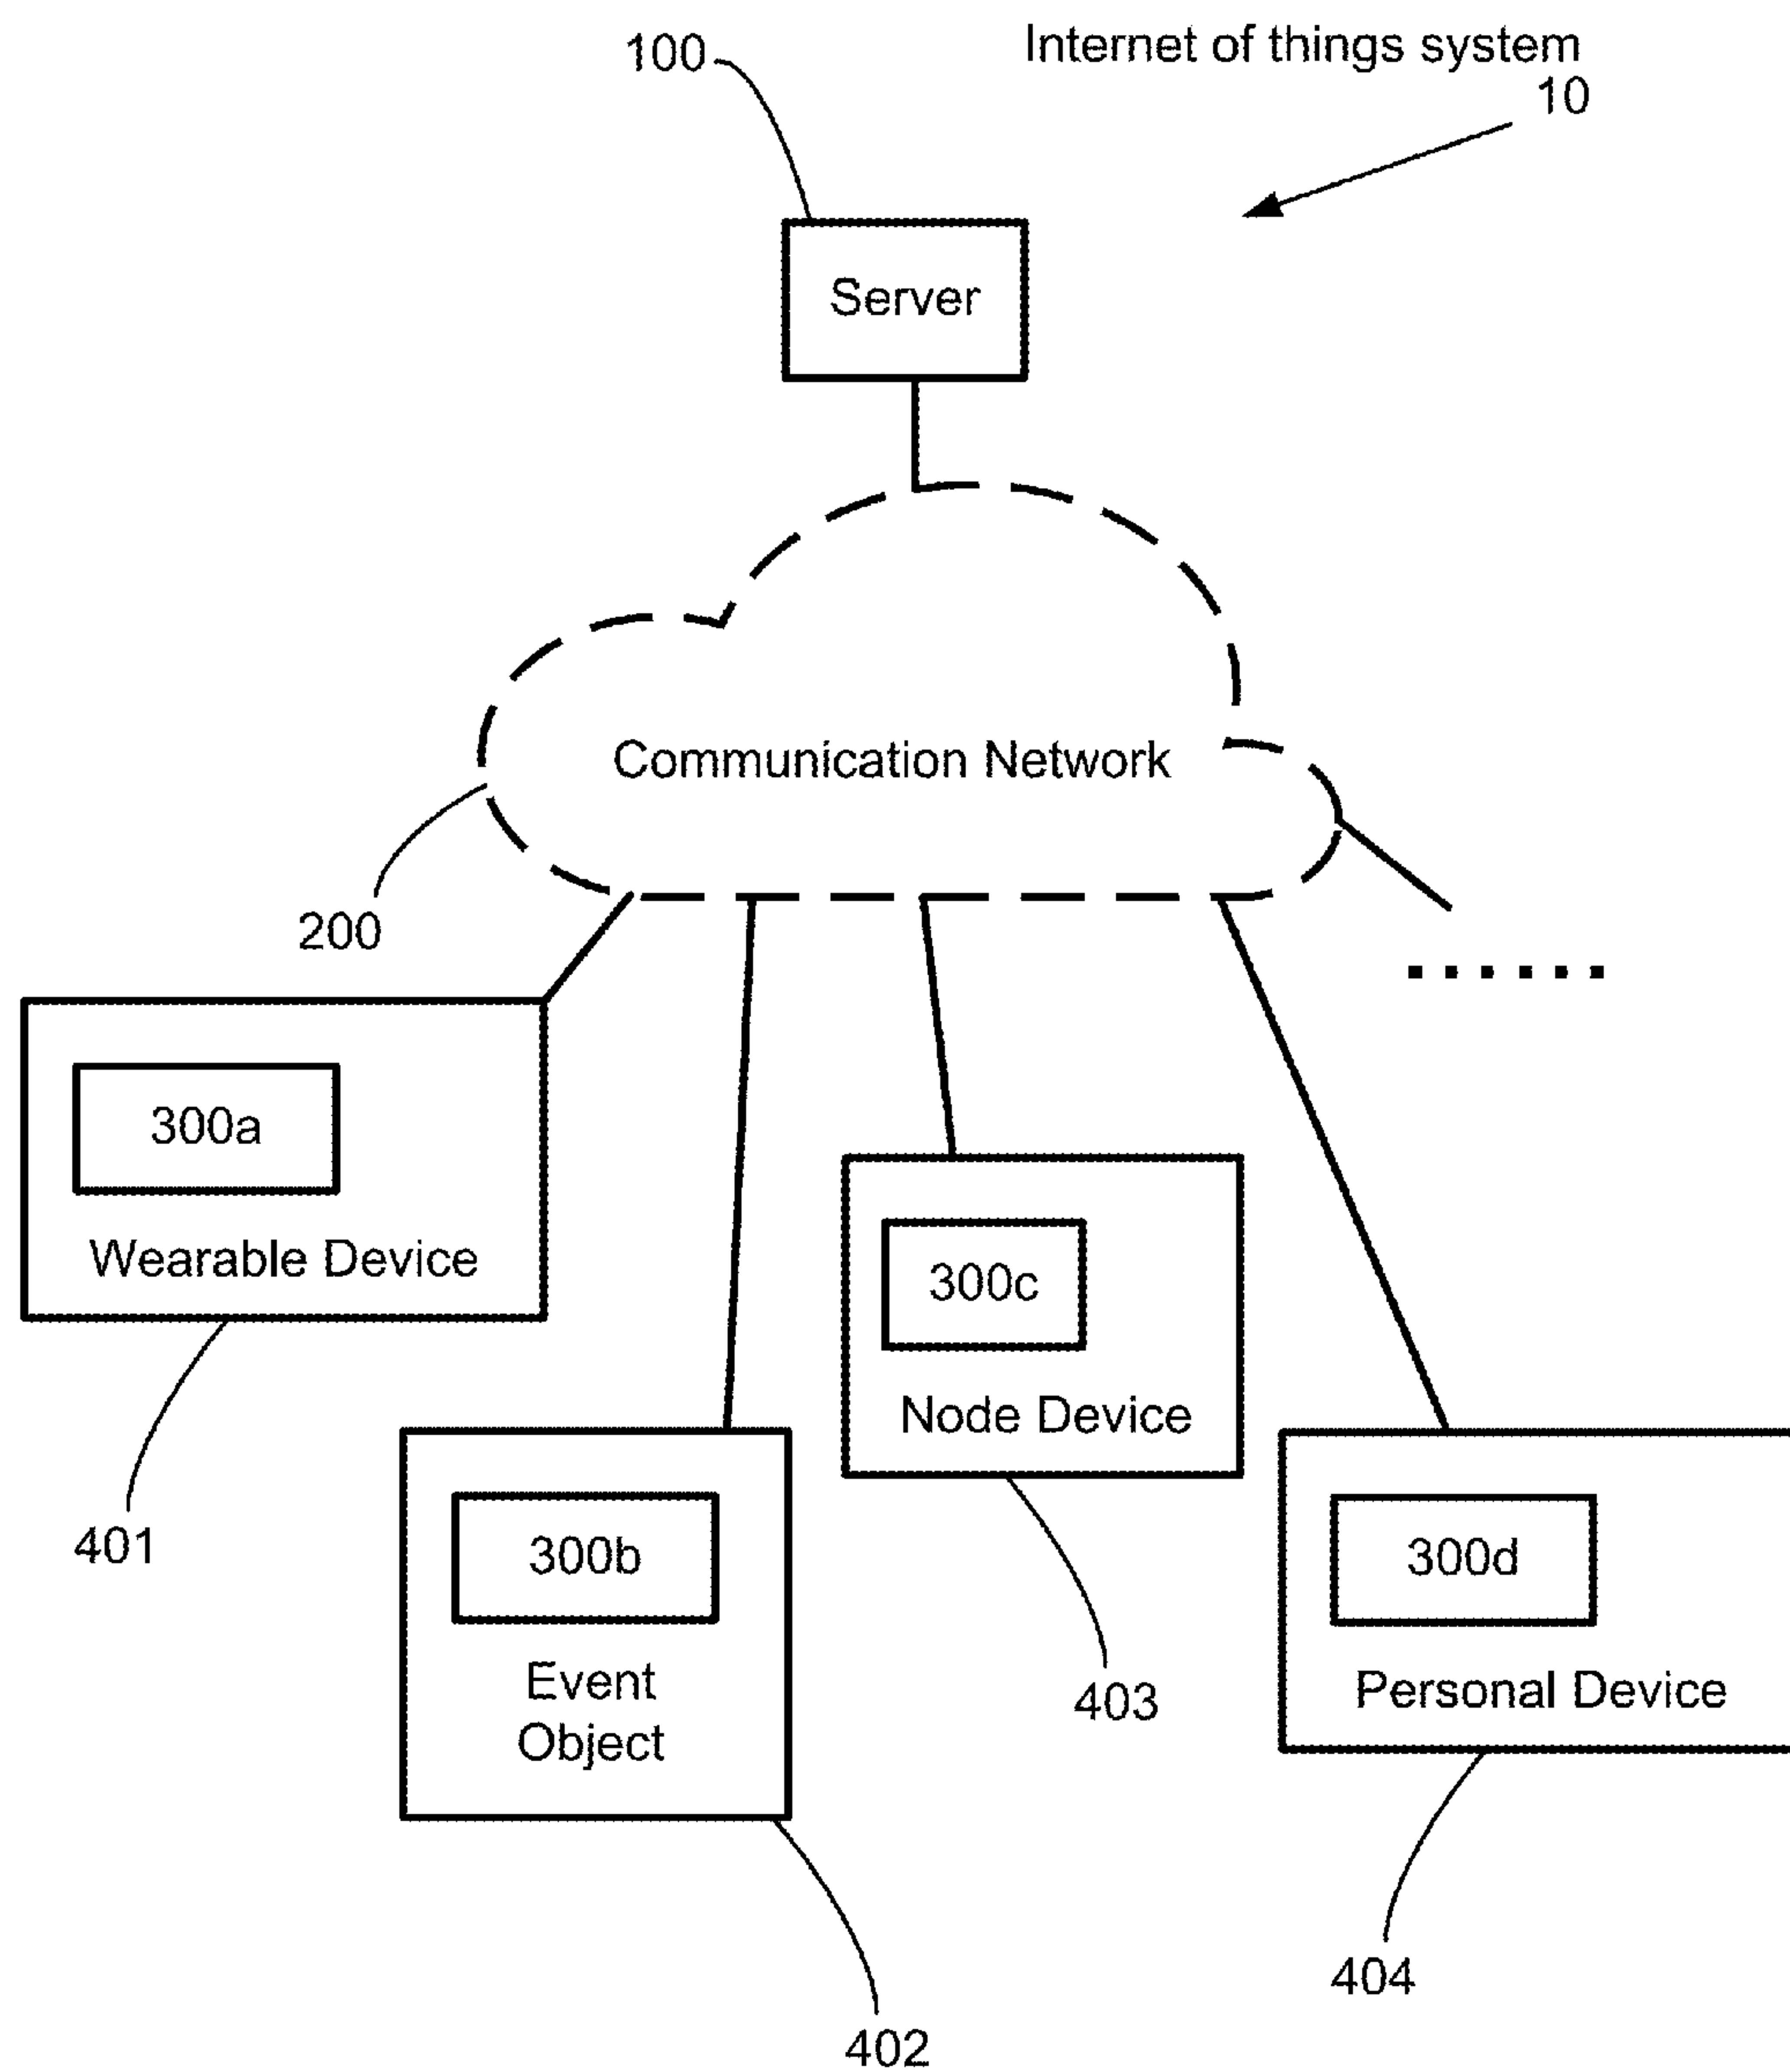 100
Internet of things system
10
Server
Communication Network
200
300a
Wearable Device
300c
Node Device
401
300b
Event
Object
300d
Personal Device
403
404
402